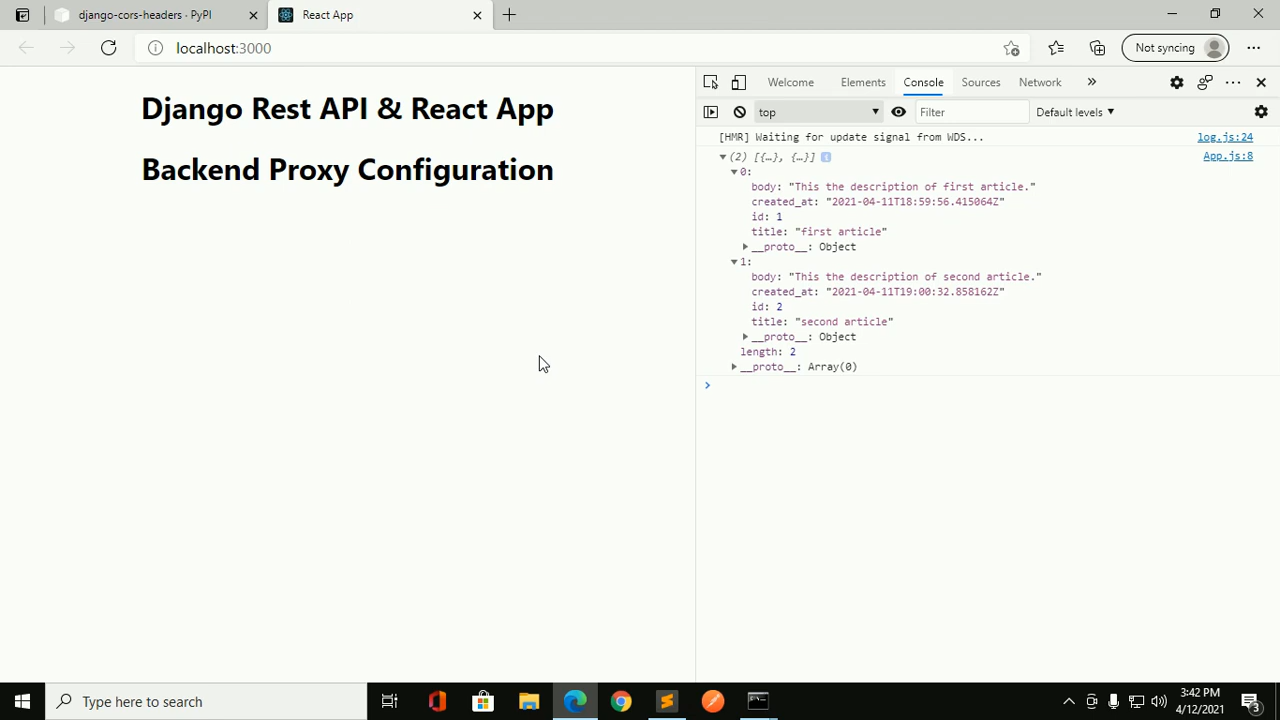 django-cors-headers · PyPI
React App
localhost:3000
Not syncing
Django Rest API & React App
Backend Proxy Configuration
Welcome
Elements
Console
Sources
Network
top
Filter
Default levels
[HMR] Waiting for update signal from WDS...
log.js:24
(2) [{…}, {…}]
App.js:8
0:
body: "This the description of first article."
created_at: "2021-04-11T18:59:56.415064Z"
id: 1
title: "first article"
__proto__: Object
1:
body: "This the description of second article."
created_at: "2021-04-11T19:00:32.858162Z"
id: 2
title: "second article"
__proto__: Object
length: 2
__proto__: Array(0)
Type here to search
3:42 PM
4/12/2021
3